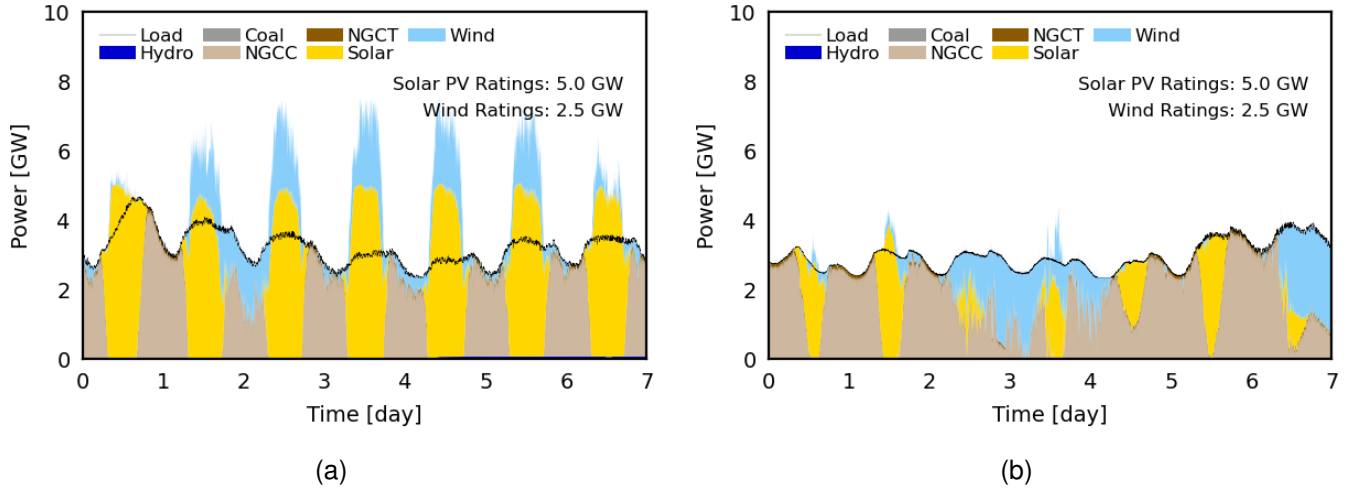 10
8
6
4
2
0
Power [GW]
Load Coal NGCT Wind
Hydro NGCC Solar
Solar PV Ratings: 5.0 GW
Wind Ratings: 2.5 GW
0 1 2 3 4 5 6 7
Time [day]
(a)
10
8
6
4
2
0
Power [GW]
Load Coal NGCT Wind
Hydro NGCC Solar
Solar PV Ratings: 5.0 GW
Wind Ratings: 2.5 GW
0 1 2 3 4 5 6 7
Time [day]
(b)